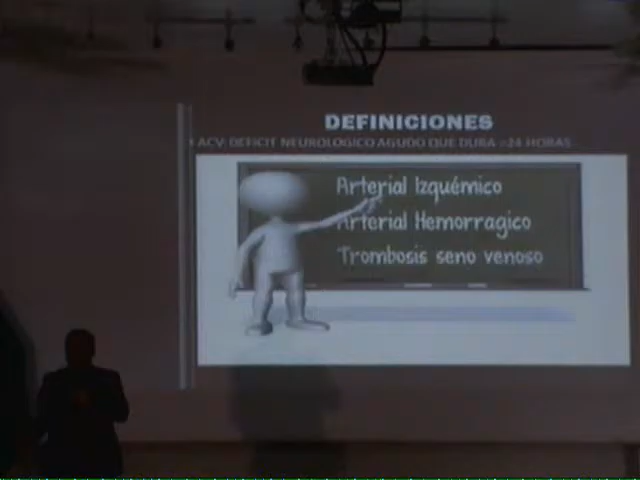 DEFINICIONES
ACV: DEFICIT NEUROLOGICO AGUDO QUE DURA >24 HORAS
Arterial Izquémico
Arterial Hemorragico
Trombosis seno venoso